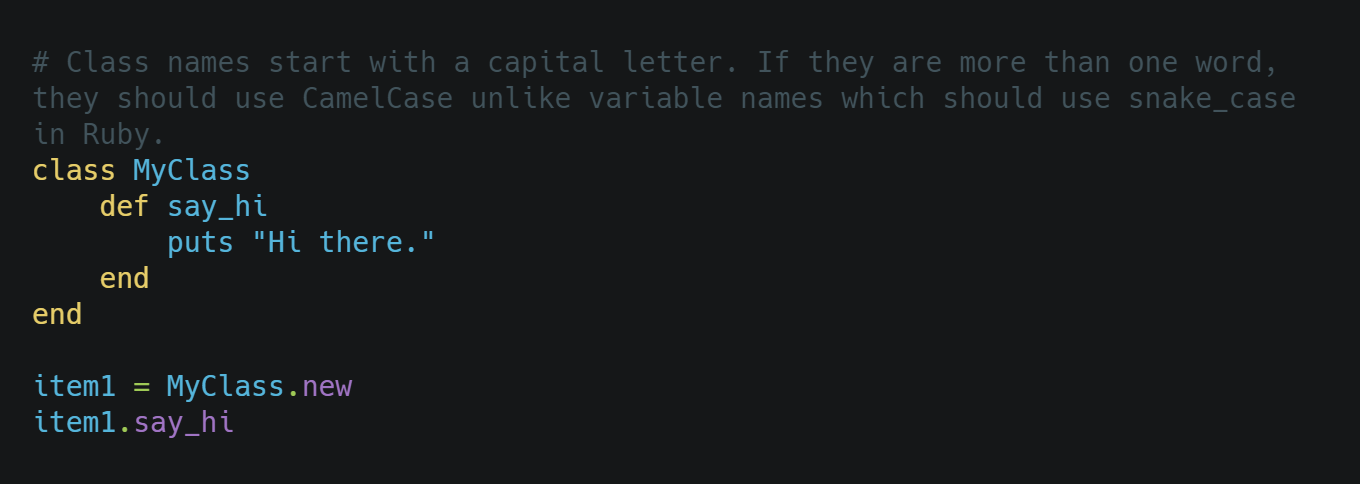 # Class names start with a capital letter. If they are more than one word,
they should use CamelCase unlike variable names which should use snake_case
in Ruby.
class MyClass
    def say_hi
        puts "Hi there."
    end
end

item1 = MyClass.new
item1.say_hi